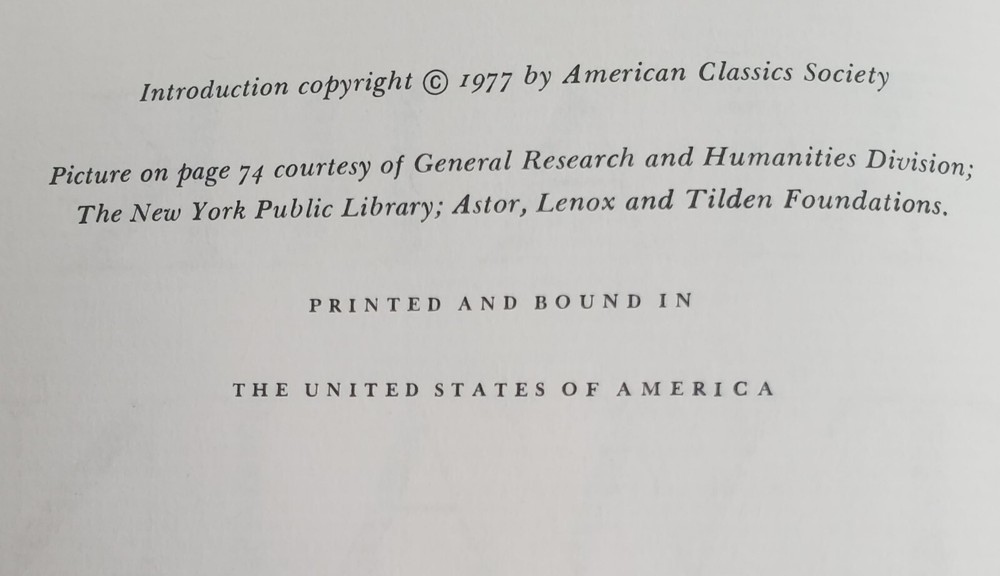 Introduction copyright © 1977 by American Classics Society
Picture on page 74 courtesy of General Research and Humanities Division;
The New York Public Library; Astor, Lenox and Tilden Foundations.
PRINTED AND BOUND IN
THE UNITED STATES OF AMERICA